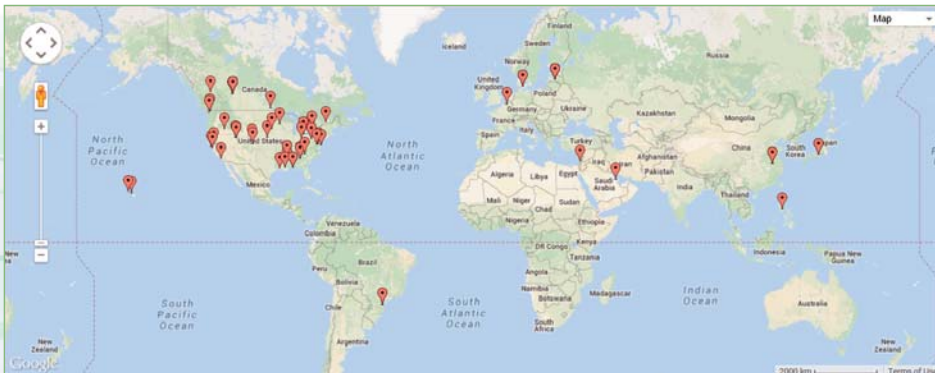 Map
Finland
Iceland
Sweden
Norway
Russia
Canada
United
Kingdom
Poland
Germany
Ukraine
France
Kazakhstan
Mongolia
Italy
North
Pacific
Ocean
United States
North
Atlantic
Ocean
Spain
Turkey
China
South
Korea
Japan
Iraq
Iran
Afghanistan
Pakistan
Algeria
Libya
Egypt
Saudi
Arabia
India
Mexico
Mali
Niger
Chad
Sudan
Thailand
Nigeria
Ethiopia
Venezuela
Colombia
DR Congo
Kenya
Tanzania
Indonesia
Papua New
Guinea
Peru
Brazil
Bolivia
Angola
Namibia
Botswana
Madagascar
Indian
Ocean
Australia
South
Pacific
Ocean
Chile
South
Atlantic
Ocean
South
Africa
Argentina
New
Zealand
New
Zealand
Google
2000 km
Terms of Use